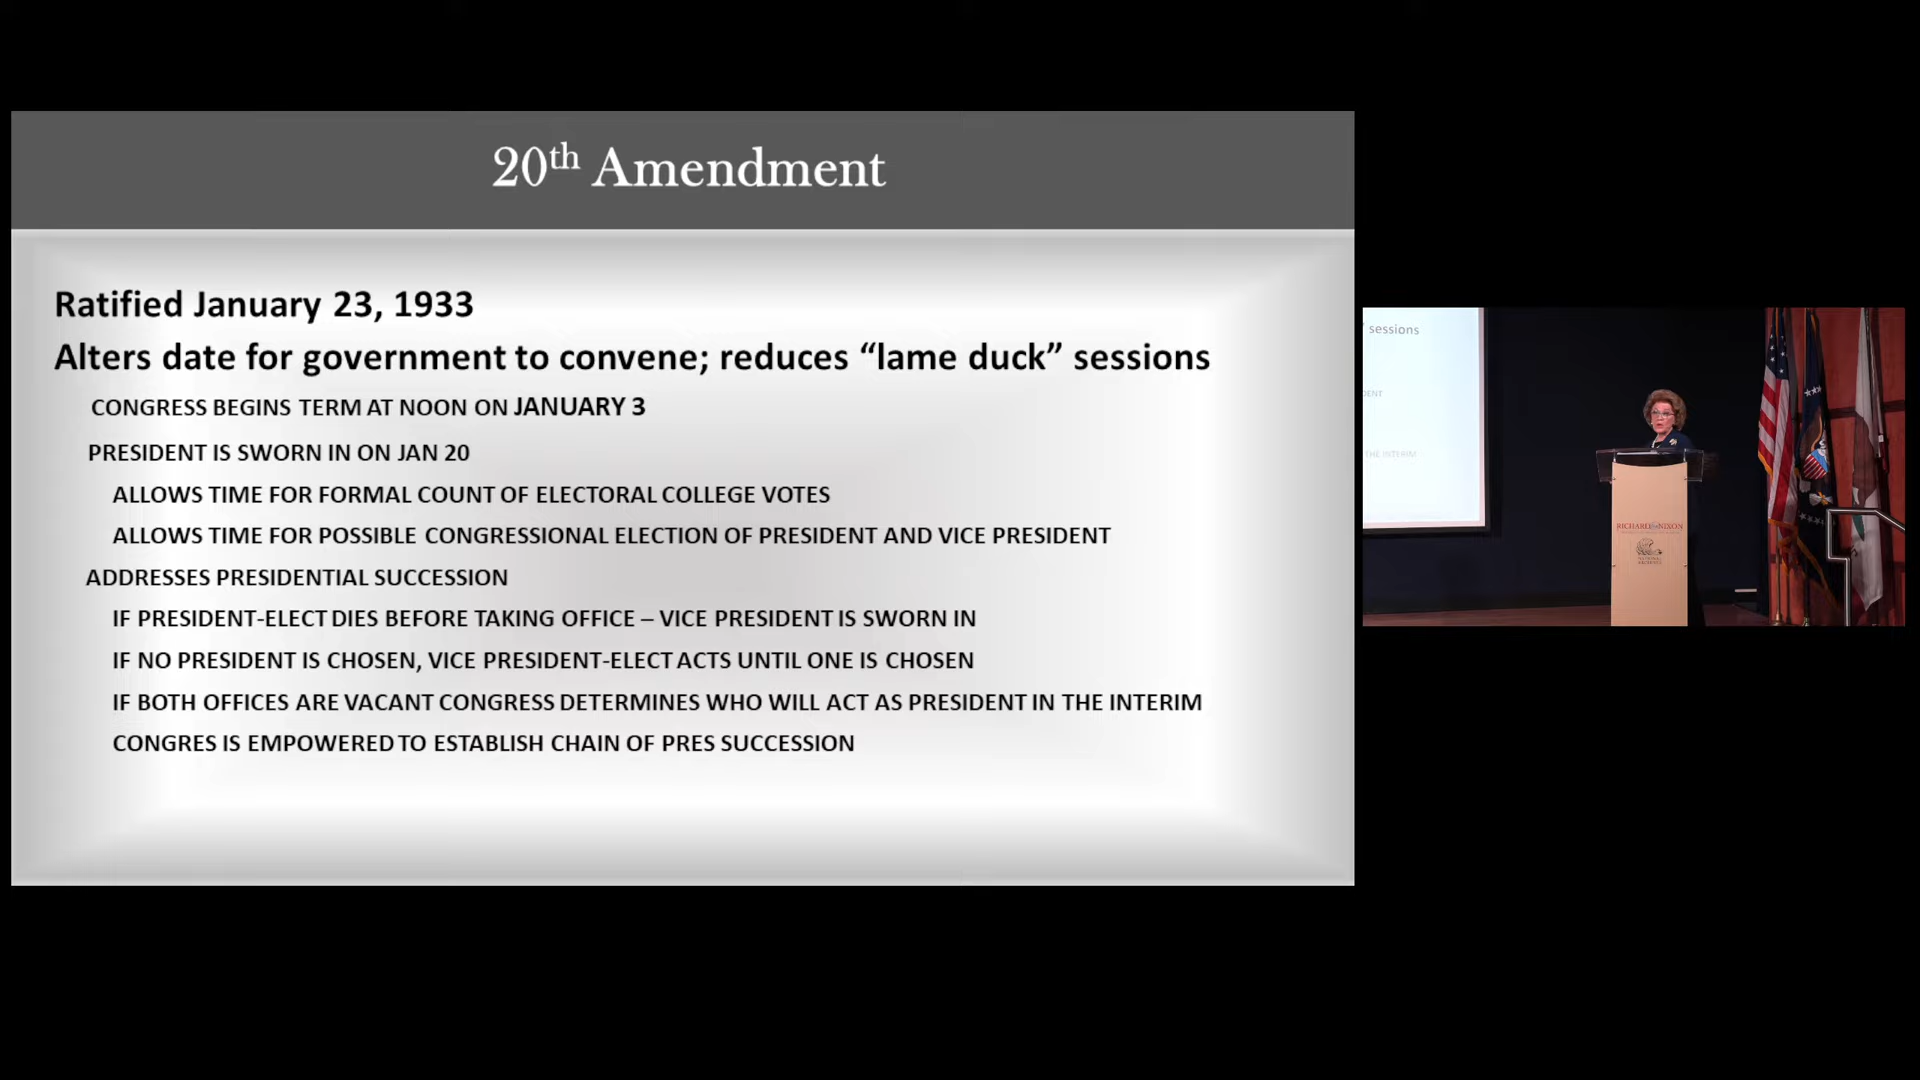 20th Amendment
Ratified January 23, 1933
Alters date for government to convene; reduces “lame duck” sessions
CONGRESS BEGINS TERM AT NOON ON JANUARY 3
PRESIDENT IS SWORN IN ON JAN 20
ALLOWS TIME FOR FORMAL COUNT OF ELECTORAL COLLEGE VOTES
ALLOWS TIME FOR POSSIBLE CONGRESSIONAL ELECTION OF PRESIDENT AND VICE PRESIDENT
ADDRESSES PRESIDENTIAL SUCCESSION
IF PRESIDENT-ELECT DIES BEFORE TAKING OFFICE – VICE PRESIDENT IS SWORN IN
IF NO PRESIDENT IS CHOSEN, VICE PRESIDENT-ELECT ACTS UNTIL ONE IS CHOSEN
IF BOTH OFFICES ARE VACANT CONGRESS DETERMINES WHO WILL ACT AS PRESIDENT IN THE INTERIM
CONGRES IS EMPOWERED TO ESTABLISH CHAIN OF PRES SUCCESSION
sessions
DENT
THE INTERIM
RICHARD NIXON